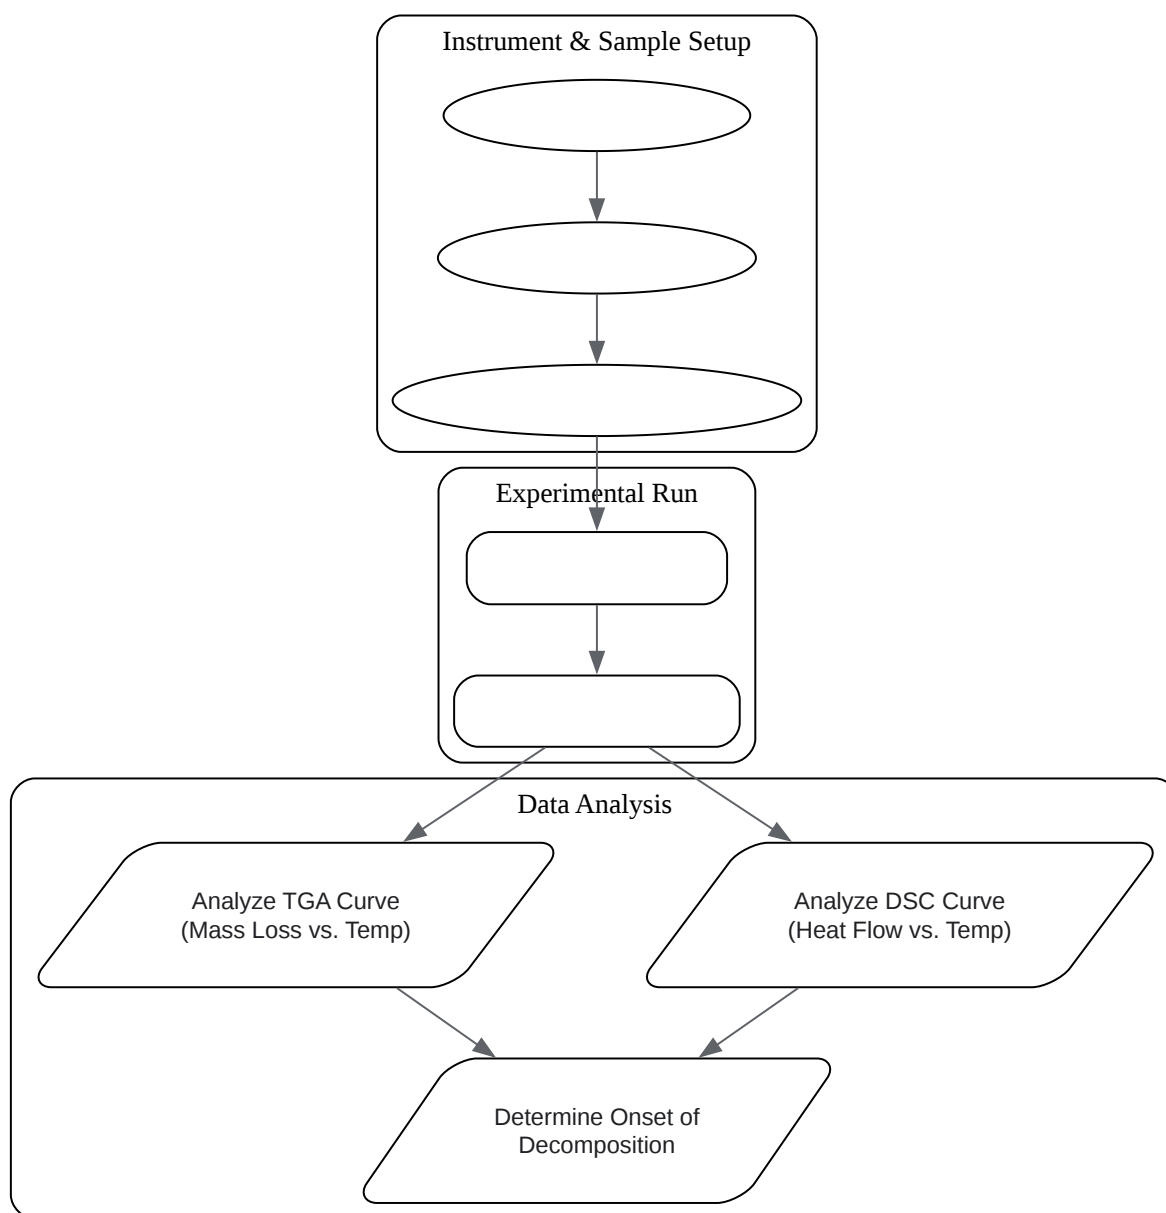 Instrument & Sample Setup
Experimental Run
Data Analysis
Analyze TGA Curve
(Mass Loss vs. Temp)
Analyze DSC Curve
(Heat Flow vs. Temp)
Determine Onset of
Decomposition